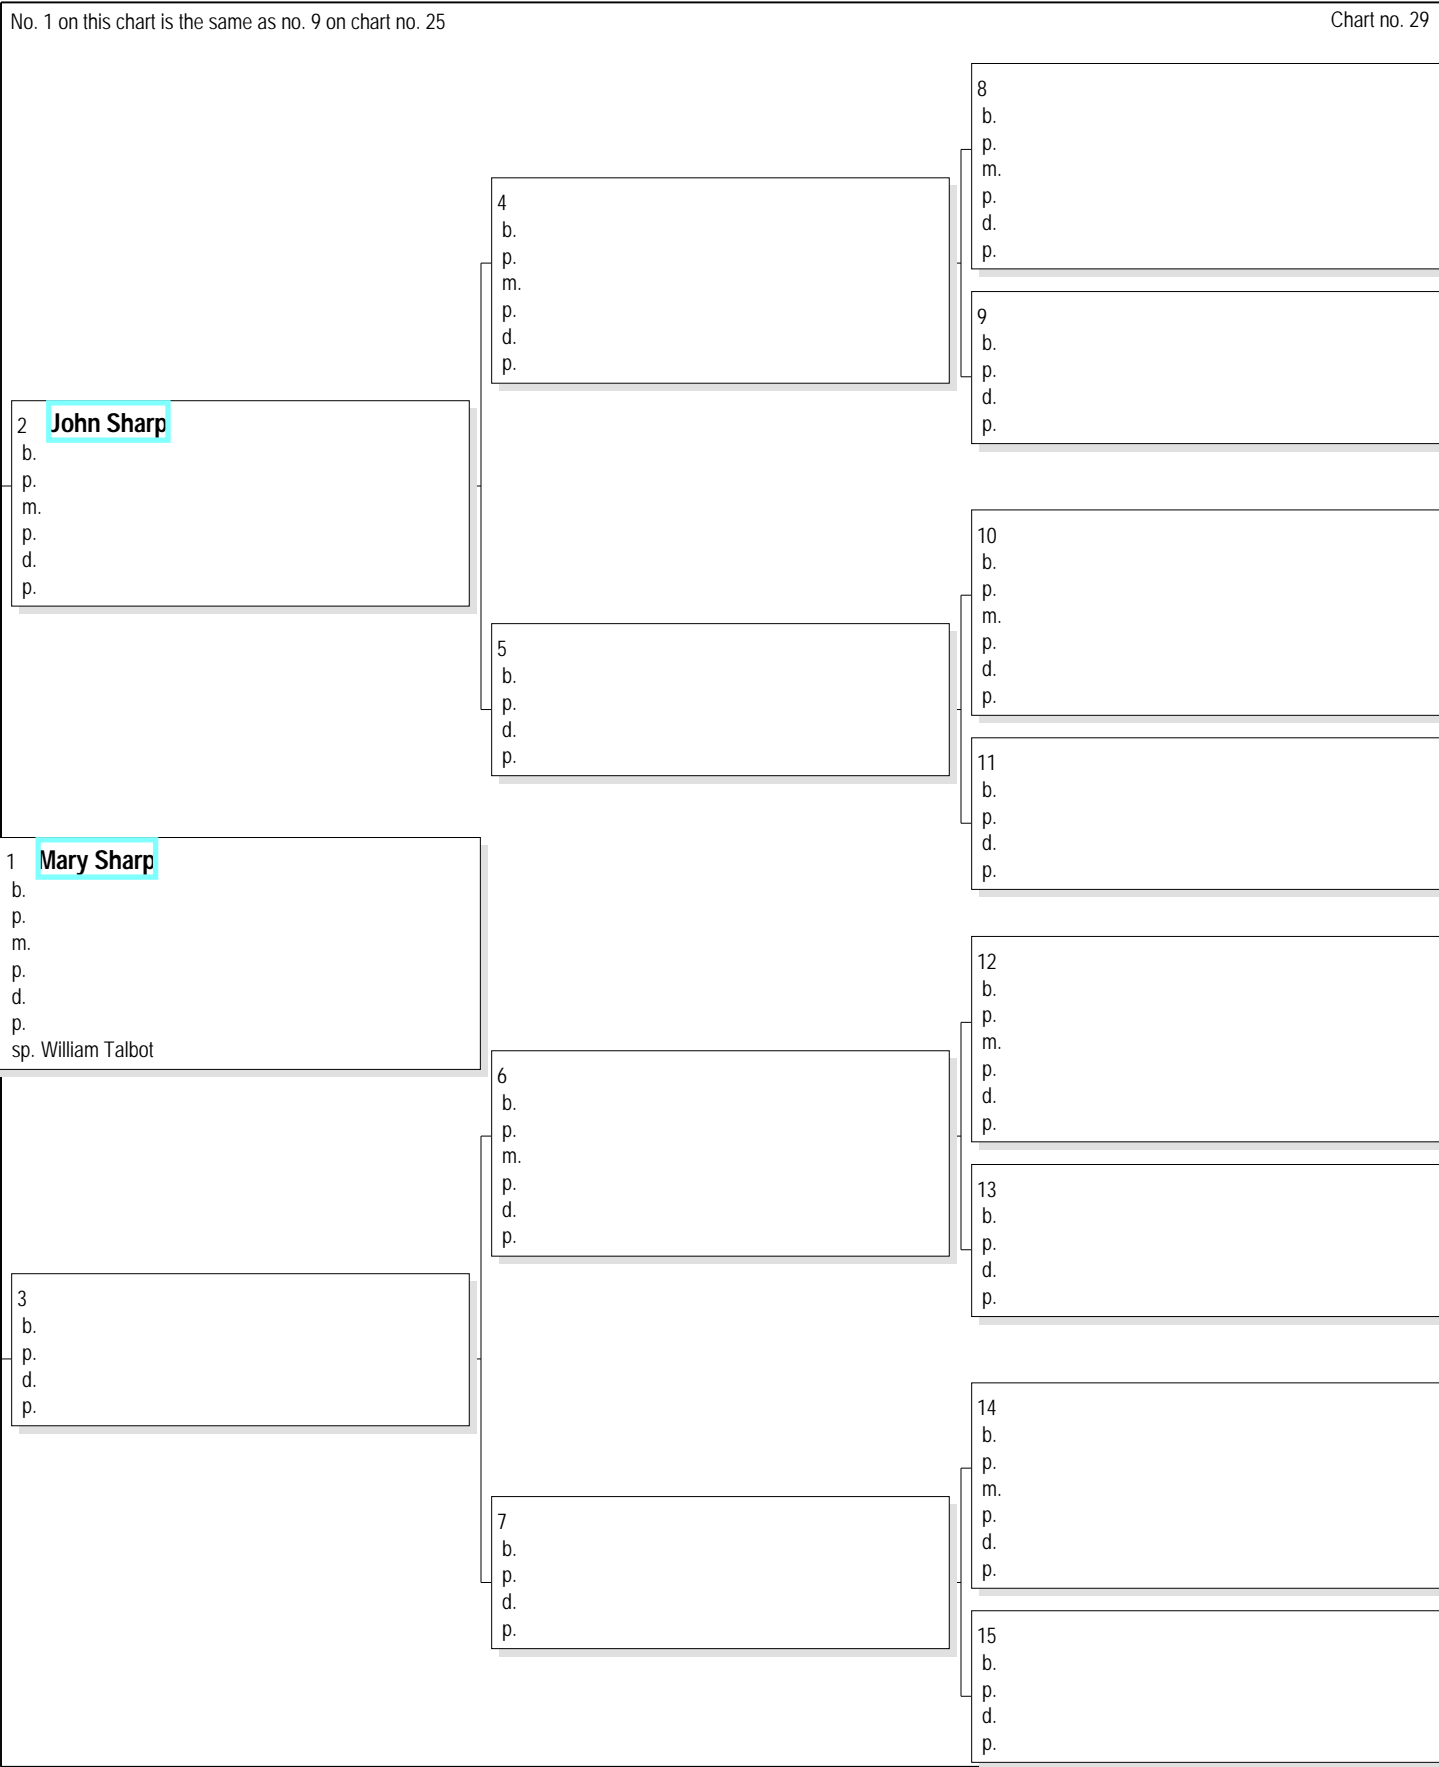 No. 1 on this chart is the same as no. 9 on chart no. 25
Chart no. 29
8
b.
p.
m.
p.
d.
p.
4
b.
p.
m.
p.
d.
p.
9
b.
p.
d.
p.
2 John Sharp
b.
p.
m.
p.
d.
p.
10
b.
p.
m.
p.
d.
p.
5
b.
p.
d.
p.
11
b.
p.
d.
p.
1 Mary Sharp
b.
p.
m.
p.
d.
p.
sp. William Talbot
12
b.
p.
m.
p.
d.
p.
6
b.
p.
m.
p.
d.
p.
13
b.
p.
d.
p.
3
b.
p.
d.
p.
14
b.
p.
m.
p.
d.
p.
7
b.
p.
d.
p.
15
b.
p.
d.
p.